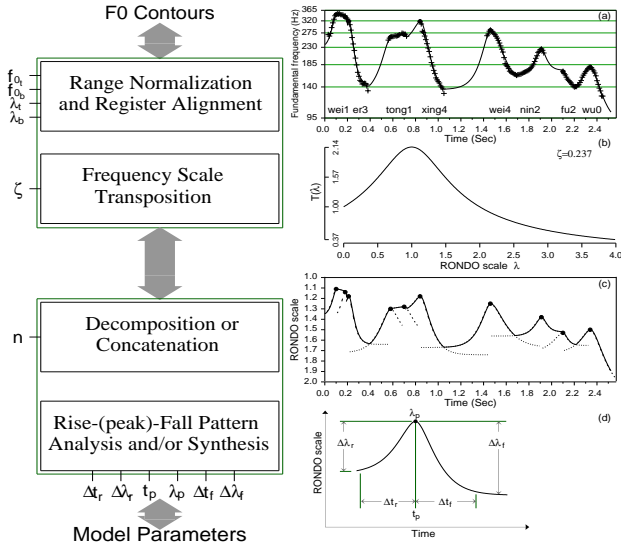 F0 Contours
f0t
f0b
λt
λb
Range Normalization
and Register Alignment
ζ
Frequency Scale
Transposition
n
Decomposition or
Concatenation
Rise-(peak)-Fall Pattern
Analysis and/or Synthesis
Δtr Δλr tp λp Δtf Δλf
Model Parameters
(a)
Fundamental frequency (Hz)
365
320
275
230
185
140
95
wei1 er3 tong1 xing4 wei4 nin2 fu2 wu0
0.0 0.2 0.4 0.6 0.8 1.0 1.2 1.4 1.6 1.8 2.0 2.2 2.4
Time (Sec)
(b)
ζ=0.237
T(λ)
2.14
1.57
1.00
0.37
0.0 0.5 1.0 1.5 2.0 2.5 3.0 3.5 4.0
RONDO scale λ
(c)
RONDO scale
1.0
1.1
1.2
1.3
1.4
1.5
1.6
1.7
1.8
1.9
2.0
0.0 0.2 0.4 0.6 0.8 1.0 1.2 1.4 1.6 1.8 2.0 2.2 2.4
Time (Sec)
(d)
RONDO scale
λp
Δλr
Δλf
Δtr Δtf
tp
Time